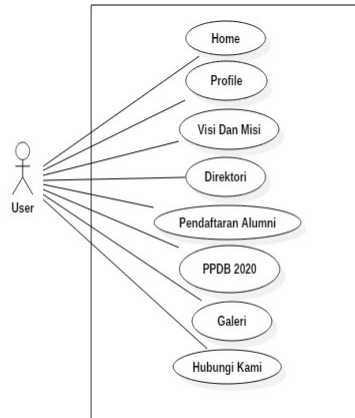 Home
Profile
Visi Dan Misi
Direktori
User
Pendaftaran Alumni
PPDB 2020
Galeri
Hubungi Kami